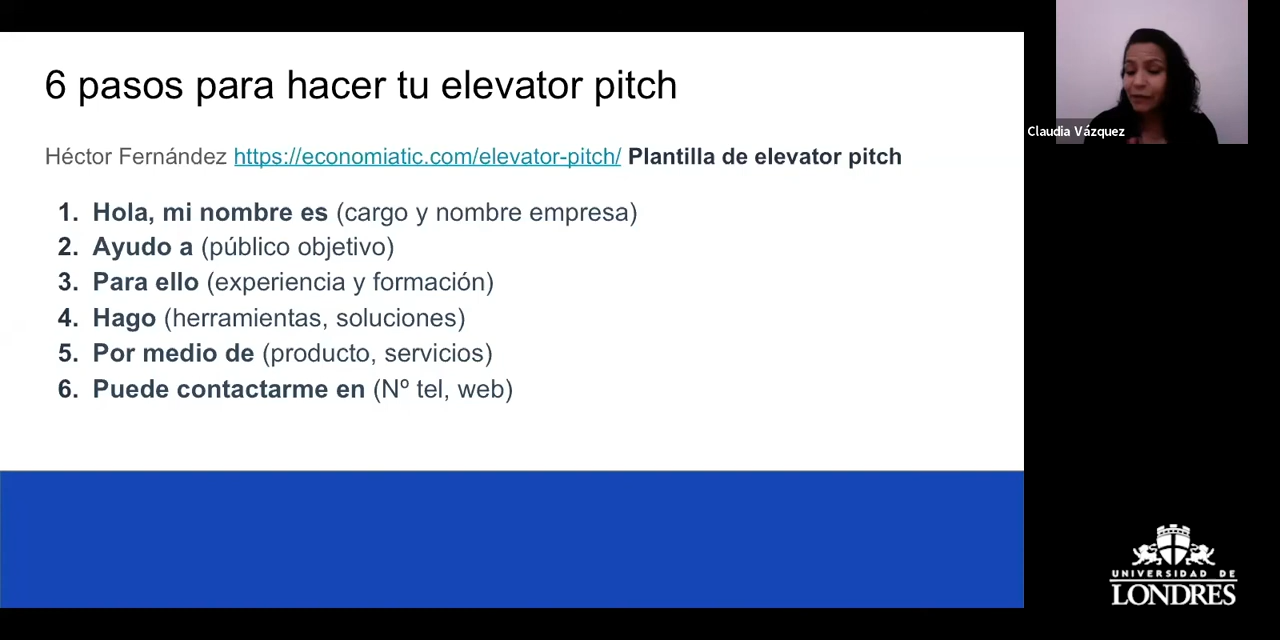 6 pasos para hacer tu elevator pitch
Héctor Fernández https://economiatic.com/elevator-pitch/ Plantilla de elevator pitch
1. Hola, mi nombre es (cargo y nombre empresa)
2. Ayudo a (público objetivo)
3. Para ello (experiencia y formación)
4. Hago (herramientas, soluciones)
5. Por medio de (producto, servicios)
6. Puede contactarme en (Nº tel, web)
Claudia Vázquez
UNIVERSIDAD DE
LONDRES